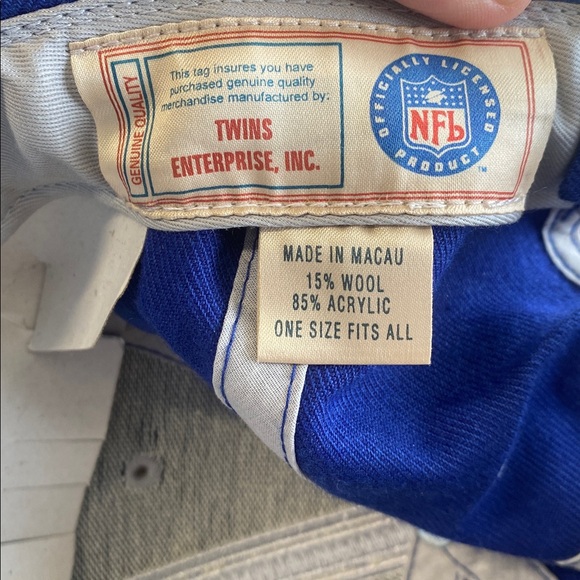 GENUINE QUALITY
This tag insures you have
purchased genuine quality
merchandise manufactured by:
TWINS
ENTERPRISE, INC.
OFFICIALLY LICENSED
NFL
PRODUCT
TM
MADE IN MACAU
15% WOOL
85% ACRYLIC
ONE SIZE FITS ALL